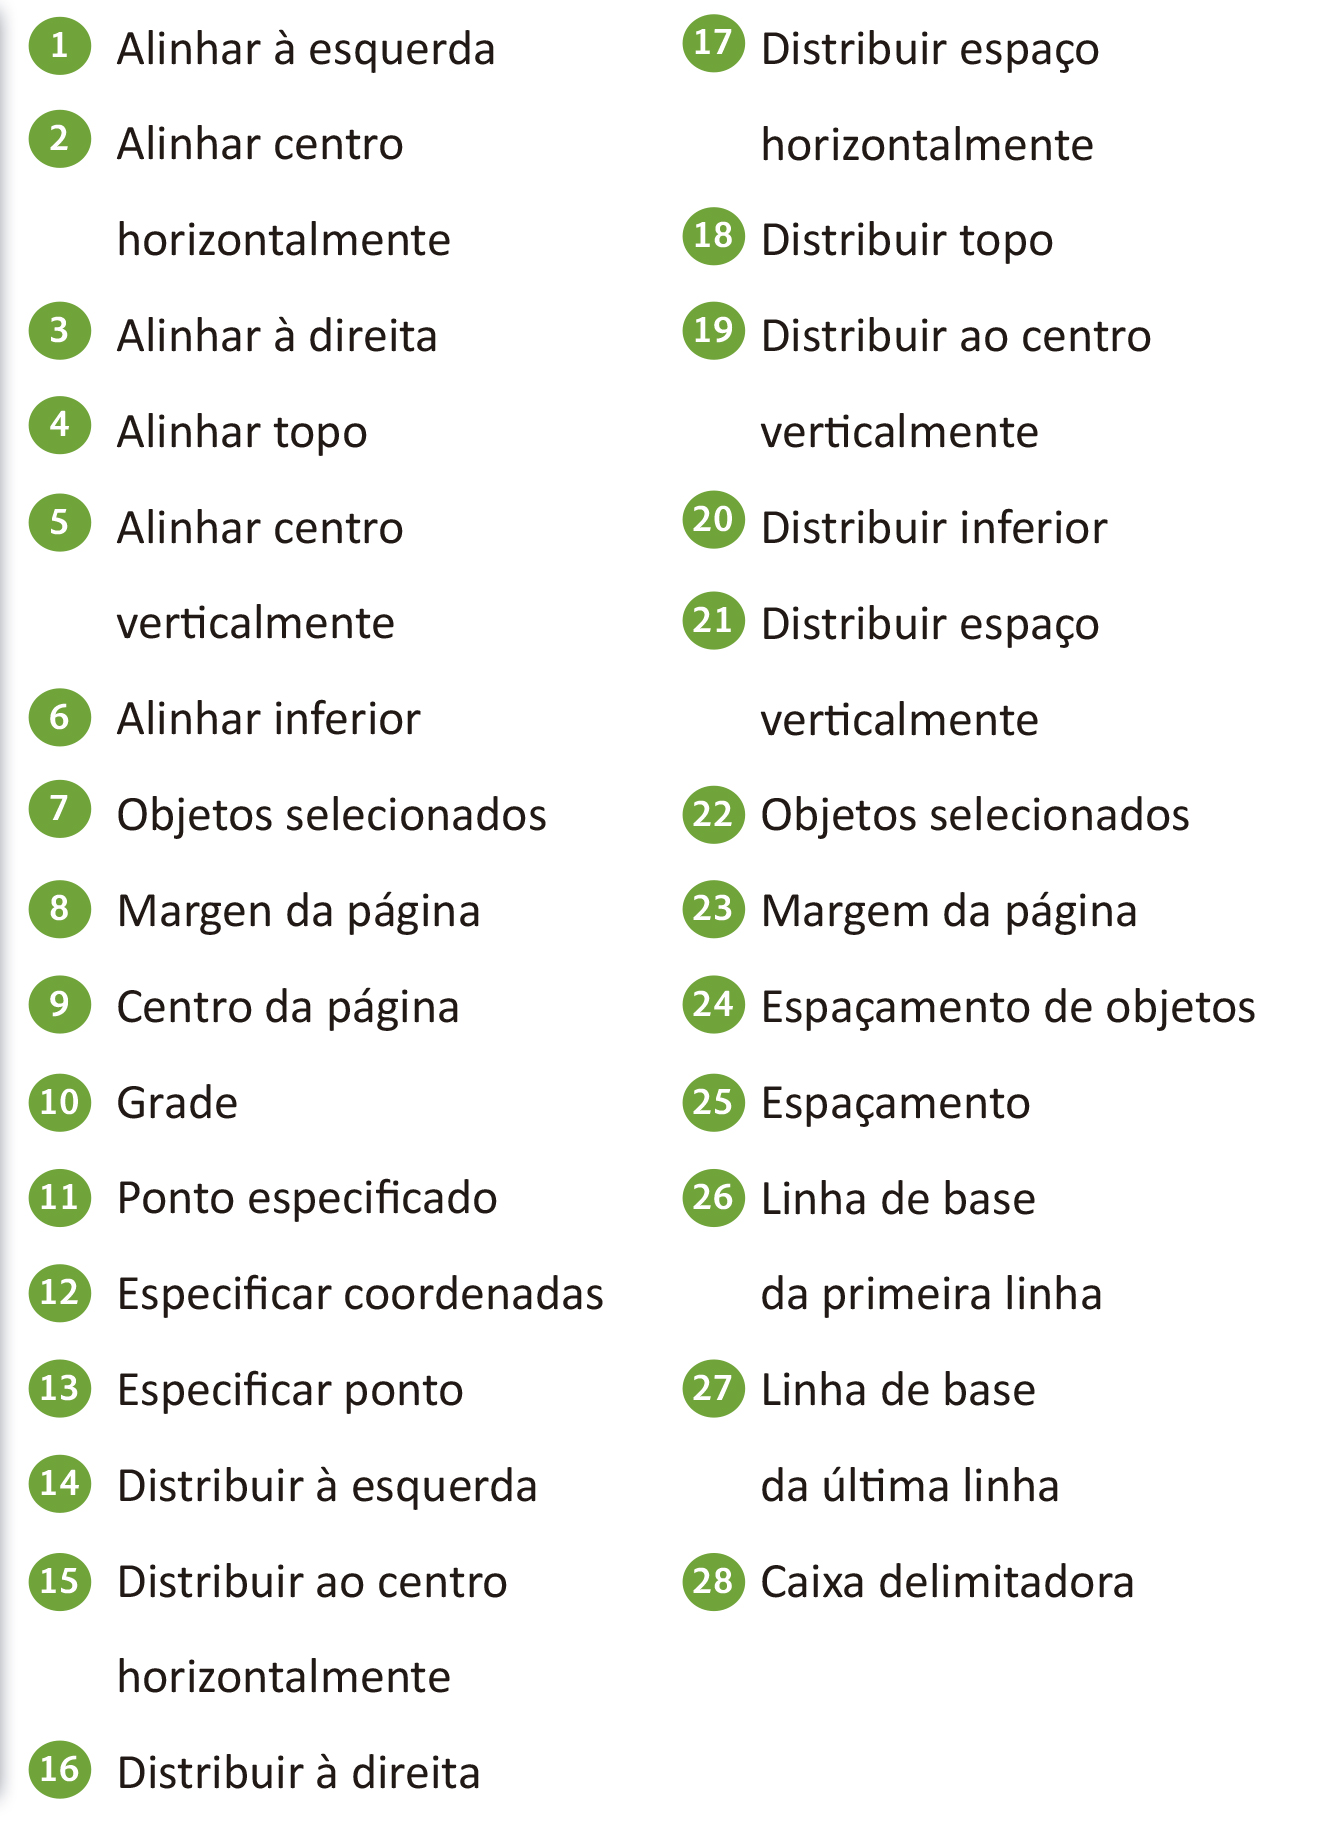 1 Alinhar à esquerda
2 Alinhar centro
horizontalmente
3 Alinhar à direita
4 Alinhar topo
5 Alinhar centro
verticalmente
6 Alinhar inferior
7 Objetos selecionados
8 Margen da página
9 Centro da página
10 Grade
11 Ponto especificado
12 Especificar coordenadas
13 Especificar ponto
14 Distribuir à esquerda
15 Distribuir ao centro
horizontalmente
16 Distribuir à direita
17 Distribuir espaço
horizontalmente
18 Distribuir topo
19 Distribuir ao centro
verticalmente
20 Distribuir inferior
21 Distribuir espaço
verticalmente
22 Objetos selecionados
23 Margem da página
24 Espaçamento de objetos
25 Espaçamento
26 Linha de base
da primeira linha
27 Linha de base
da última linha
28 Caixa delimitadora